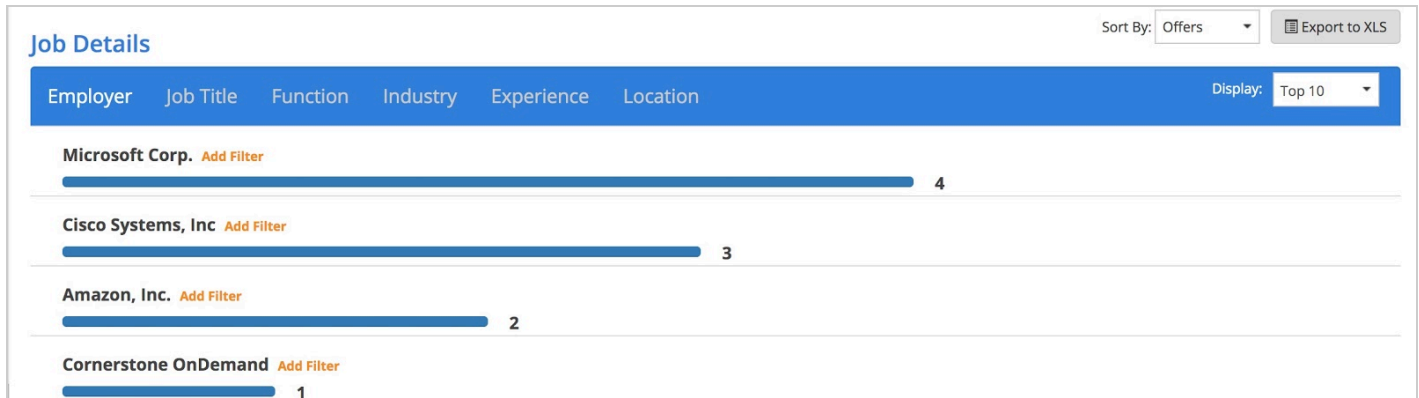 Sort By: Offers Export to XLS
Job Details
Employer Job Title Function Industry Experience Location Display: Top 10
Microsoft Corp. Add Filter
4
Cisco Systems, Inc Add Filter
3
Amazon, Inc. Add Filter
2
Cornerstone OnDemand Add Filter
1